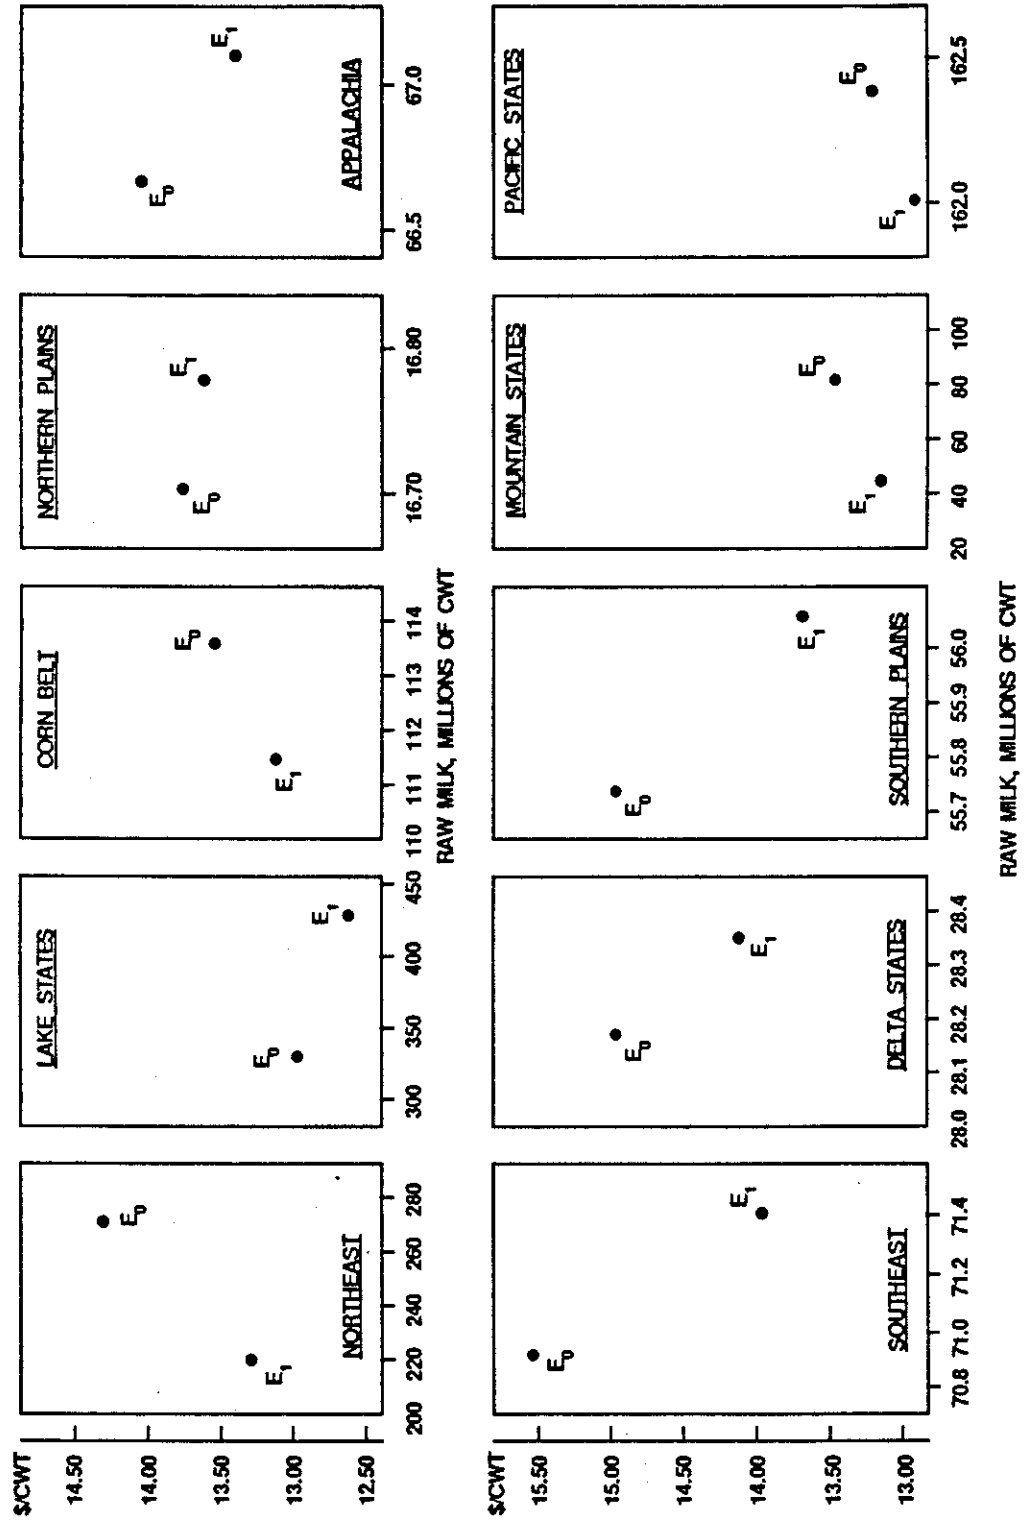 $/CWT
14.50
14.00
13.50
13.00
12.50
NORTHEAST
E0
E1
200 220 240 260 280
LAKE STATES
E0
E1
300 350 400 450
CORN BELT
E0
E1
110 111 112 113 114
NORTHERN PLAINS
E0
E1
16.70 16.80
APPALACHIA
E0
E1
66.5 67.0
RAW MILK, MILLIONS OF CWT
$/CWT
15.50
15.00
14.50
14.00
13.50
13.00
SOUTHEAST
E0
E1
70.8 71.0 71.2 71.4
DELTA STATES
E0
E1
28.0 28.1 28.2 28.3 28.4
SOUTHERN PLAINS
E0
E1
55.7 55.8 55.9 56.0
MOUNTAIN STATES
E0
E1
20 40 60 80 100
PACIFIC STATES
E0
E1
162.0 162.5
RAW MILK, MILLIONS OF CWT